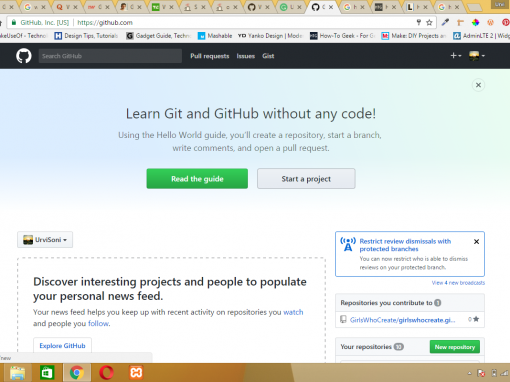 GitHub, Inc. [US]
https://github.com
Design Tips, Tutorials
Gadget Guide, Techno
Mashable
Yanko Design | Modern
How-To Geek - For G
Make: DIY Projects an
AdminLTE 2 | Widg
Search GitHub
Pull requests
Issues
Gist
Learn Git and GitHub without any code!
Using the Hello World guide, you'll create a repository, start a branch,
write comments, and open a pull request.
Read the guide
Start a project
UrviSoni
Discover interesting projects and people to populate
your personal news feed.
Your news feed helps you keep up with recent activity on repositories you watch
and people you follow.
Explore GitHub
Restrict review dismissals with
protected branches
You can now restrict who is able to dismiss
reviews on your protected branch.
View 4 new broadcasts
Repositories you contribute to 1
GirlsWhoCreate/girlswhocreate.gi...
0
Your repositories 10
New repository
/new